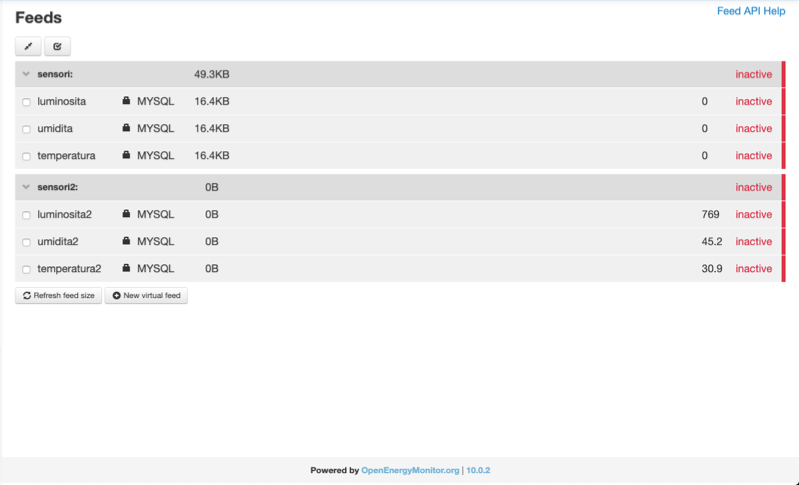 Feed API Help
Feeds
sensori: 49.3KB inactive
luminosita MYSQL 16.4KB 0 inactive
umidita MYSQL 16.4KB 0 inactive
temperatura MYSQL 16.4KB 0 inactive
sensori2: 0B inactive
luminosita2 MYSQL 0B 769 inactive
umidita2 MYSQL 0B 45.2 inactive
temperatura2 MYSQL 0B 30.9 inactive
Refresh feed size New virtual feed
Powered by OpenEnergyMonitor.org | 10.0.2